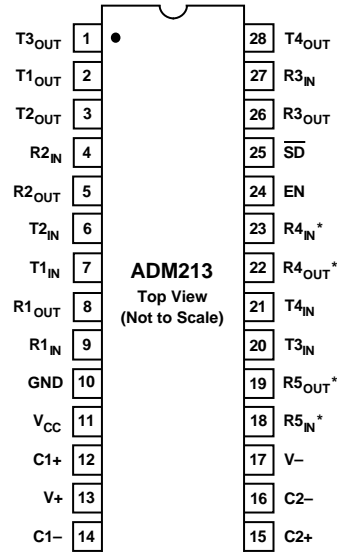 T3OUT 1 28 T4OUT
T1OUT 2 27 R3IN
T2OUT 3 26 R3OUT
R2IN 4 25 S̅D̅
R2OUT 5 24 EN
T2IN 6 23 R4IN*
T1IN 7 ADM213 22 R4OUT*
Top View
R1OUT 8 (Not to Scale) 21 T4IN
R1IN 9 20 T3IN
GND 10 19 R5OUT*
VCC 11 18 R5IN*
C1+ 12 17 V–
V+ 13 16 C2–
C1– 14 15 C2+